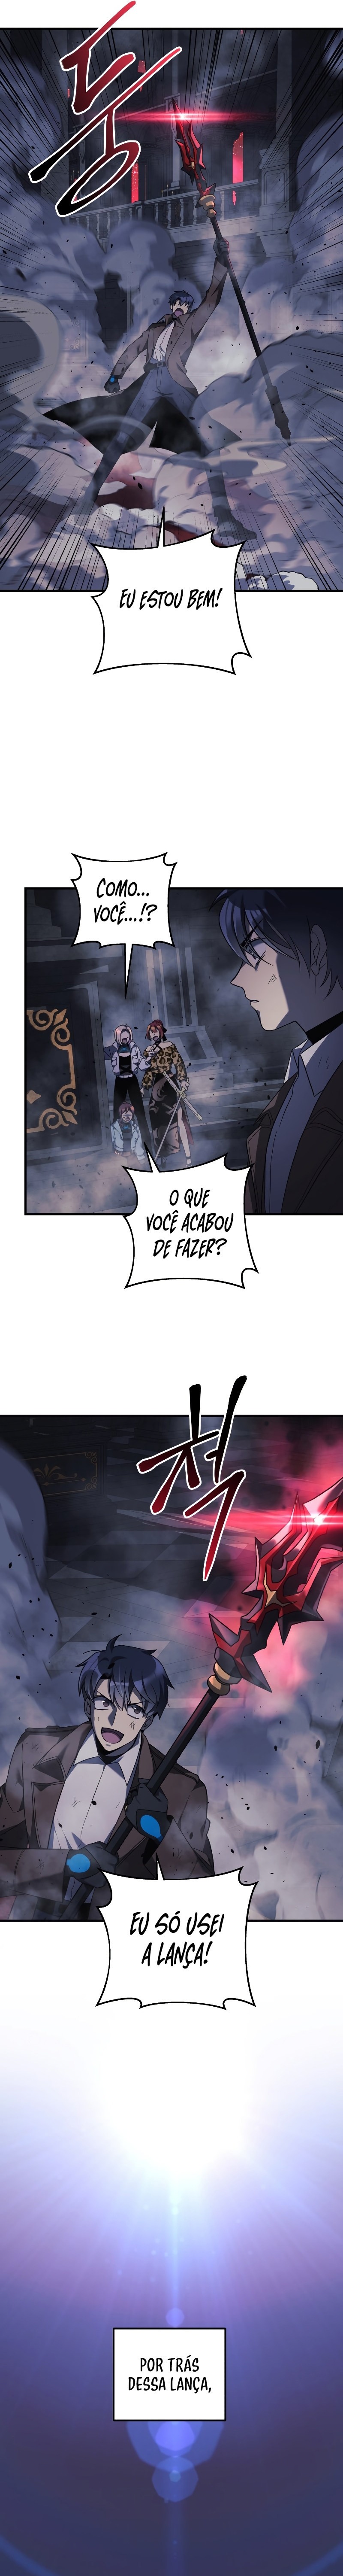 둥
EU ESTOU BEM!
COMO...
VOCÊ...!?
O QUE
VOCÊ ACABOU
DE FAZER?
척
EU SÓ USEI
A LANÇA!
POR TRÁS
DESSA LANÇA,